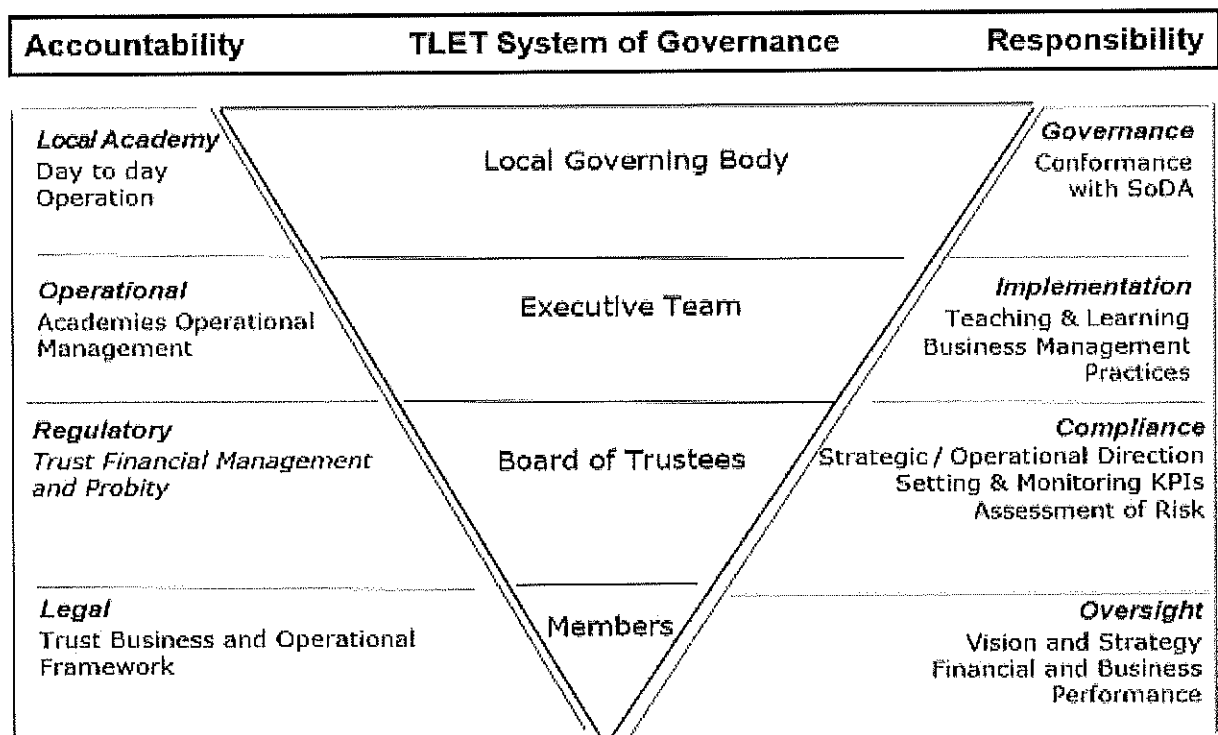 Accountability TLET System of Governance Responsibility
Local Academy
Day to day
Operation
Local Governing Body
Governance
Conformance
with SoDA
Operational
Academies Operational
Management
Executive Team
Implementation
Teaching & Learning
Business Management
Practices
Regulatory
Trust Financial Management
and Probity
Board of Trustees
Compliance
Strategic / Operational Direction
Setting & Monitoring KPIs
Assessment of Risk
Legal
Trust Business and Operational
Framework
Members
Oversight
Vision and Strategy
Financial and Business
Performance